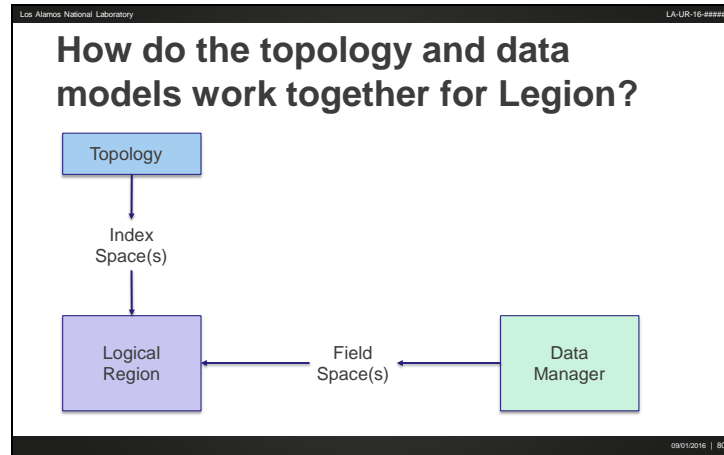 Los Alamos National Laboratory
LA-UR-16-#####
How do the topology and data
models work together for Legion?
Topology
Index
Space(s)
Logical
Region
Field
Space(s)
Data
Manager
09/01/2016 | 80